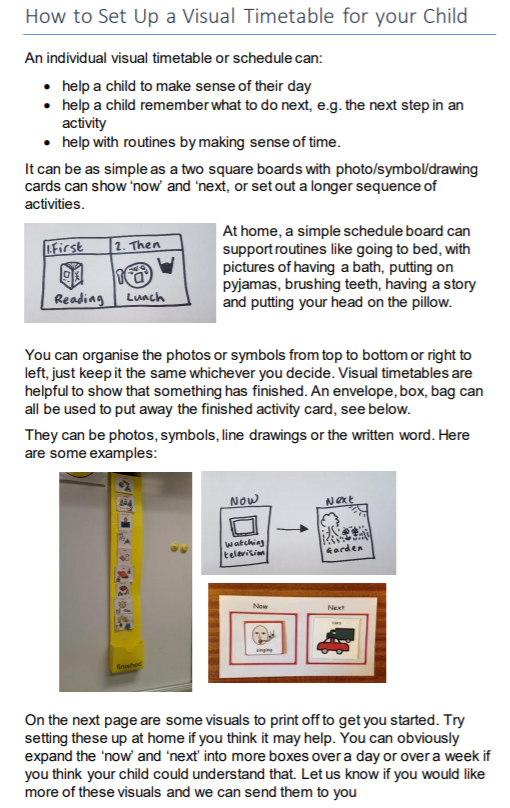 How to Set Up a Visual Timetable for your Child
An individual visual timetable or schedule can:
• help a child to make sense of their day
• help a child remember what to do next, e.g. the next step in an
activity
• help with routines by making sense of time.
It can be as simple as a two square boards with photo/symbol/drawing
cards can show 'now' and 'next, or set out a longer sequence of
activities.
1.First
2. Then
Reading
Lunch
At home, a simple schedule board can
support routines like going to bed, with
pictures of having a bath, putting on
pyjamas, brushing teeth, having a story
and putting your head on the pillow.
You can organise the photos or symbols from top to bottom or right to
left, just keep it the same whichever you decide. Visual timetables are
helpful to show that something has finished. An envelope, box, bag can
all be used to put away the finished activity card, see below.
They can be photos, symbols, line drawings or the written word. Here
are some examples:
finished
Now
Next
watching
television
Garden
Now
Next
singing
cars
On the next page are some visuals to print off to get you started. Try
setting these up at home if you think it may help. You can obviously
expand the 'now' and 'next' into more boxes over a day or over a week if
you think your child could understand that. Let us know if you would like
more of these visuals and we can send them to you